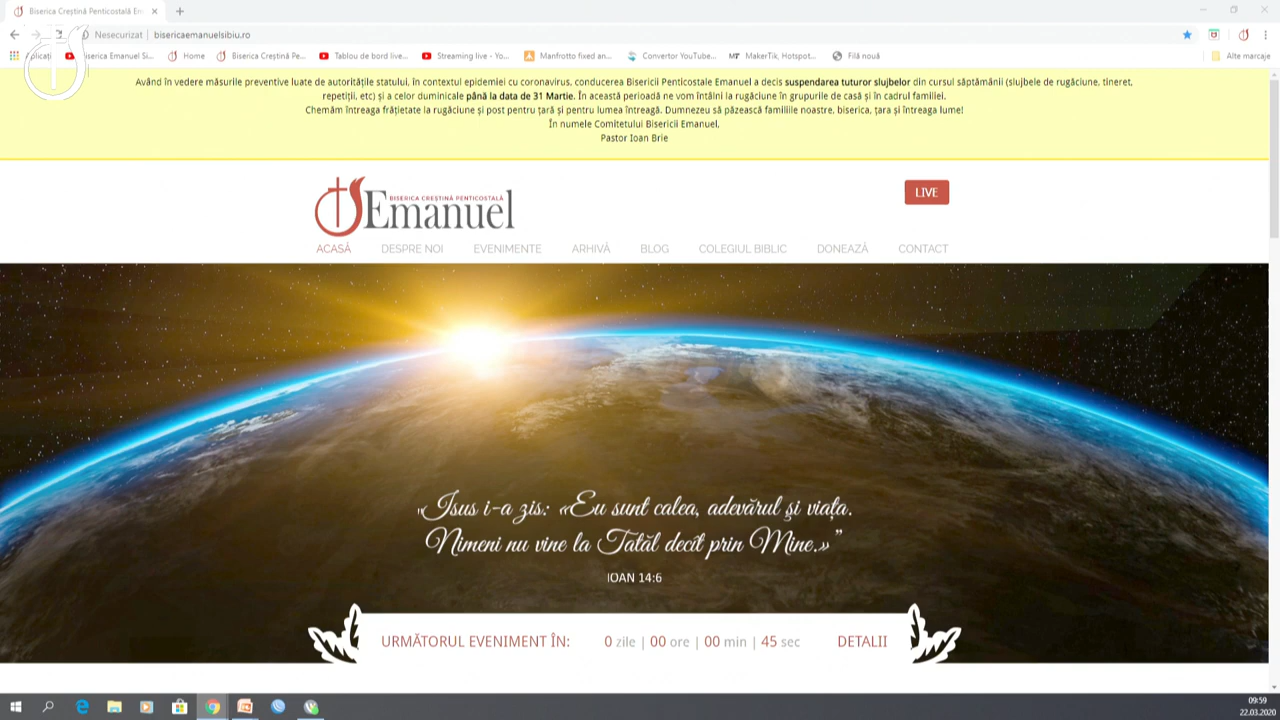 Biserica Creștină Penticostală Em
Nesecurizat | bisericaemanuelsibiu.ro
Aplicații Biserica Emanuel Si... Home Biserica Creștină Pe... Tablou de bord live... Streaming live - Yo... Manfrotto fixed an... Convertor YouTube... MakerTik, Hotspot... Filă nouă Alte marcaje
Având în vedere măsurile preventive luate de autoritățile statului, în contextul epidemiei cu coronavirus, conducerea Bisericii Penticostale Emanuel a decis suspendarea tuturor slujbelor din cursul săptămânii (slujbele de rugăciune, tineret,
repetiții, etc) și a celor duminicale până la data de 31 Martie. În această perioadă ne vom întâlni la rugăciune în grupurile de casă și în cadrul familiei.
Chemăm întreaga frățietate la rugăciune și post pentru țară și pentru lumea întreagă. Dumnezeu să păzească familiile noastre, biserica, țara și întreaga lume!
În numele Comitetului Bisericii Emanuel,
Pastor Ioan Brie
BISERICA CREȘTINĂ PENTICOSTALĂ
Emanuel
LIVE
ACASĂ DESPRE NOI EVENIMENTE ARHIVĂ BLOG COLEGIUL BIBLIC DONEAZĂ CONTACT
"Isus i-a zis: «Eu sunt calea, adevărul şi viața.
Nimeni nu vine la Tatăl decît prin Mine.»"
IOAN 14:6
URMĂTORUL EVENIMENT ÎN: 0 zile | 00 ore | 00 min | 45 sec DETALII
09:59
22.03.2020